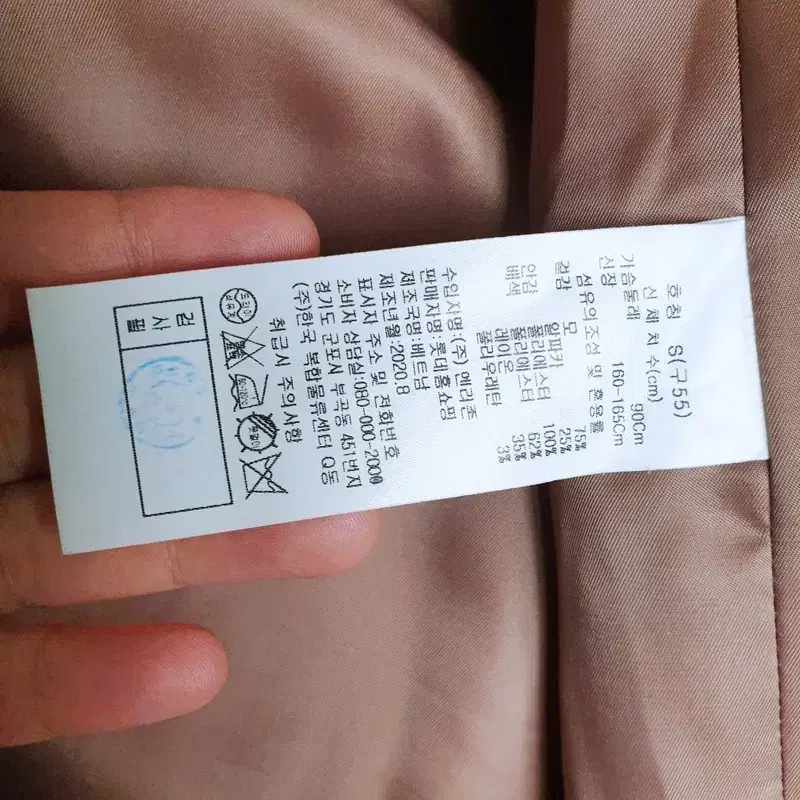 호칭 S(구55)
신체치수(cm)
가슴둘레 90Cm
신장 160-165Cm
섬유의 조성 및 혼용률
겉감 모 75%
알파카 25%
안감 폴리에스터 100%
배색 폴리에스터 62%
레이온 35%
폴리우레탄 3%
수입자명:(주) 메리존
판매자명:롯데홈쇼핑
제조국명:베트남
제조년월:2020.8
표시자 주소 및 전화번호
소비자 상담실:080-000-2000
경기도 군포시 부곡동 451번지
(주)한국 복합물류센터 Q동
취급시 주의사항
드라이
검사필